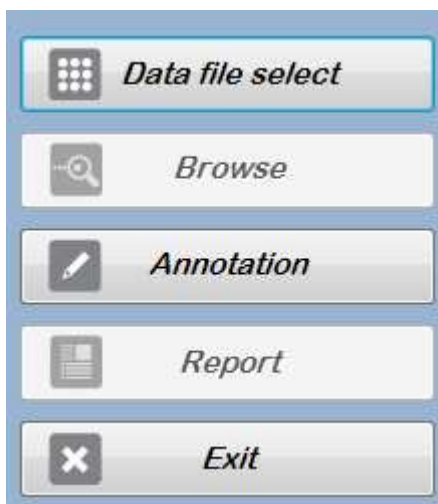 Data file select
Browse
Annotation
Report
Exit